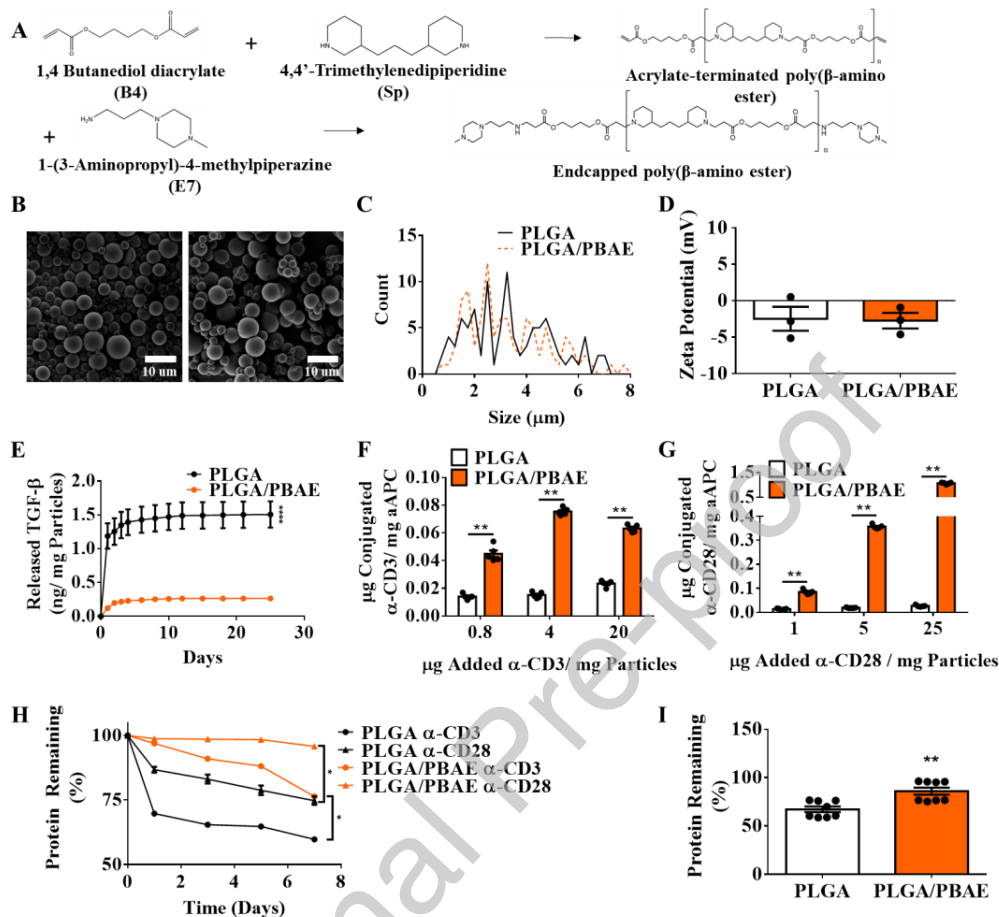 A
1,4 Butanediol diacrylate
(B4)
+
4,4'-Trimethylenedipiperidine
(Sp)
Acrylate-terminated poly(β-amino
ester)
+
1-(3-Aminopropyl)-4-methylpiperazine
(E7)
Endcapped poly(β-amino ester)
B
10 um
10 um
C
PLGA
PLGA/PBAE
Count
15
10
5
0
0 2 4 6 8
Size (μm)
D
Zeta Potential (mV)
10
5
0
-5
-10
PLGA PLGA/PBAE
E
PLGA
PLGA/PBAE
Released TGF-β
(ng/ mg Particles)
1.8
1.2
0.6
0.0
0 10 20 30
Days
****
F
PLGA
PLGA/PBAE
μg Conjugated
α-CD3/ mg aAPC
0.10
0.08
0.06
0.04
0.02
0.00
** ** **
0.8 4 20
μg Added α-CD3/ mg Particles
G
PLGA
PLGA/PBAE
μg Conjugated
α-CD28/ mg aAPC
1.5
1.0
0.5
0.4
0.3
0.2
0.1
0.0
** ** **
1 5 25
μg Added α-CD28 / mg Particles
H
PLGA α-CD3
PLGA α-CD28
PLGA/PBAE α-CD3
PLGA/PBAE α-CD28
Protein Remaining
(%)
100
75
50
* *
0 2 4 6 8
Time (Days)
I
Protein Remaining
(%)
150
100
50
0
**
PLGA PLGA/PBAE
nal Pre-proof